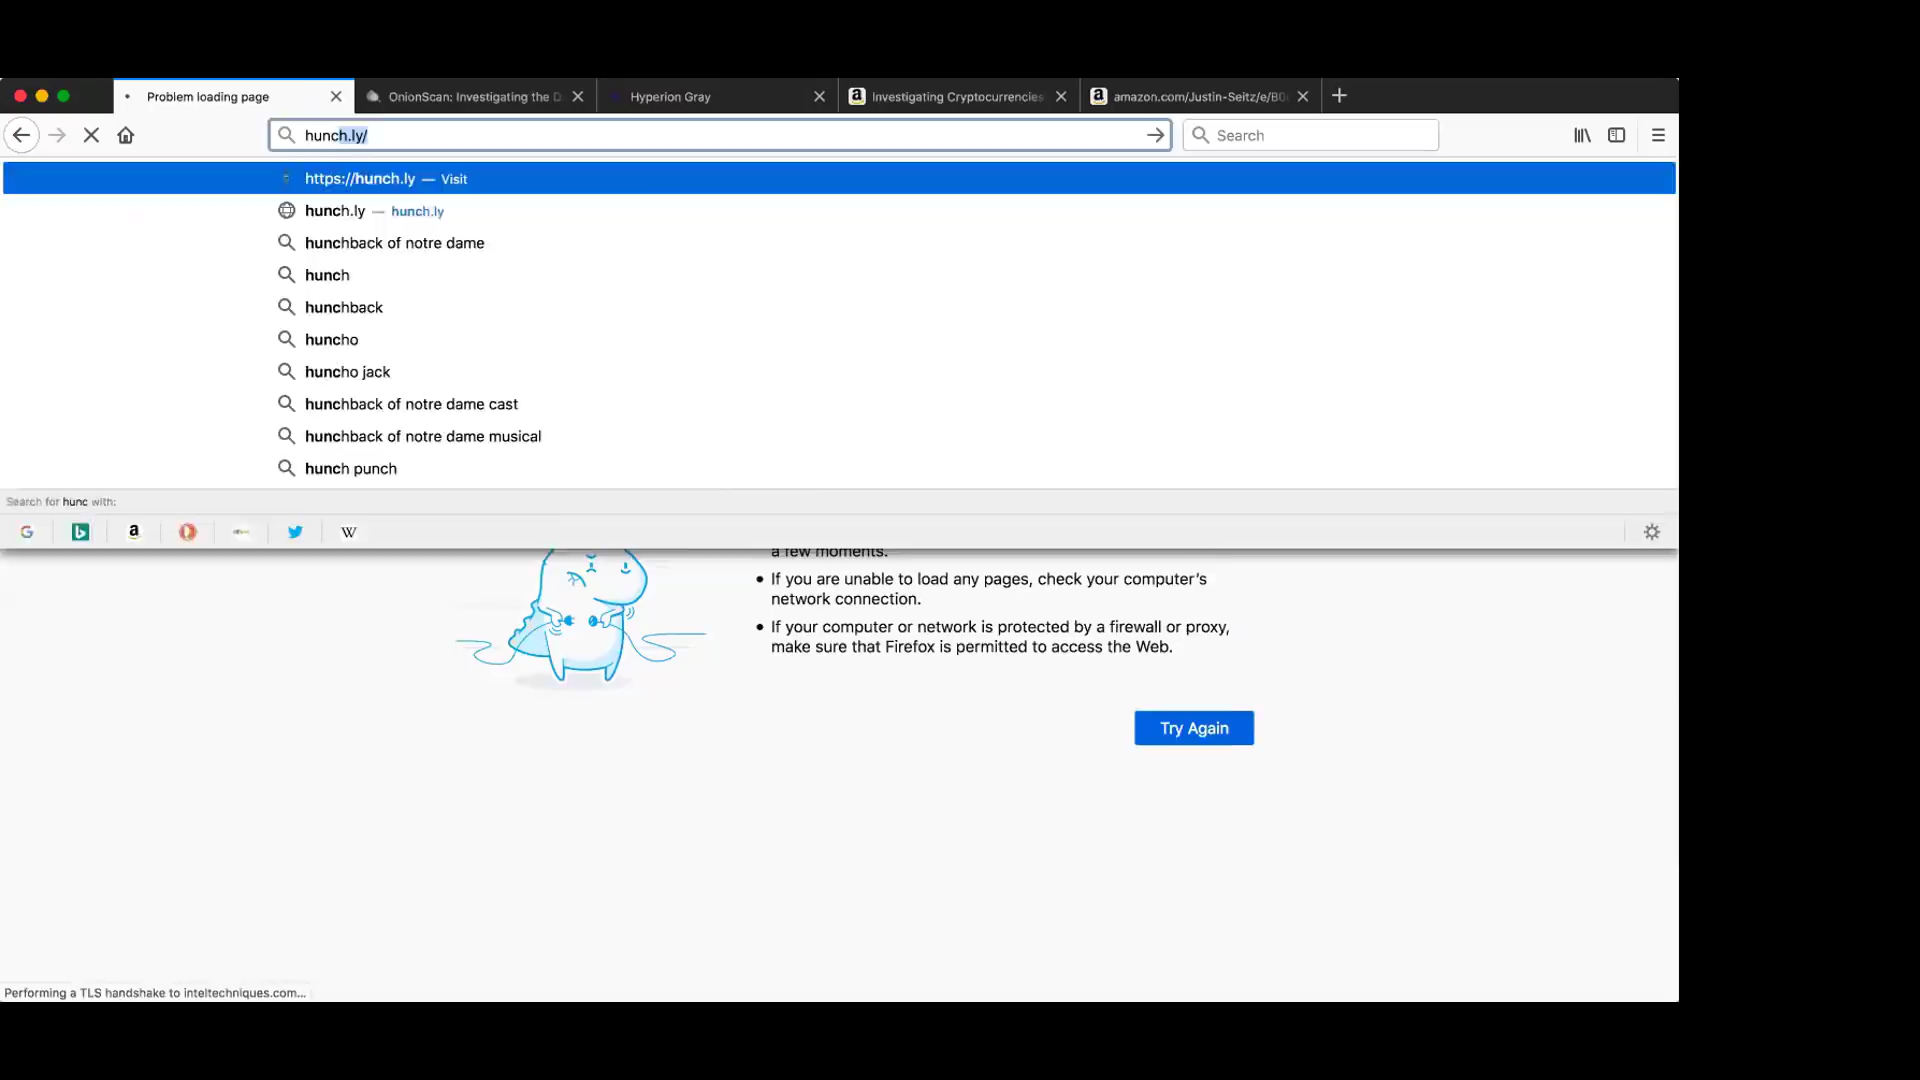 Problem loading page
OnionScan: Investigating the D
Hyperion Gray
Investigating Cryptocurrencies
amazon.com/Justin-Seitz/e/B0
hunch.ly/
Search
https://hunch.ly — Visit
hunch.ly — hunch.ly
hunchback of notre dame
hunch
hunchback
huncho
huncho jack
hunchback of notre dame cast
hunchback of notre dame musical
hunch punch
Search for hunc with:
a few moments.
If you are unable to load any pages, check your computer's
network connection.
If your computer or network is protected by a firewall or proxy,
make sure that Firefox is permitted to access the Web.
Try Again
Performing a TLS handshake to inteltechniques.com...